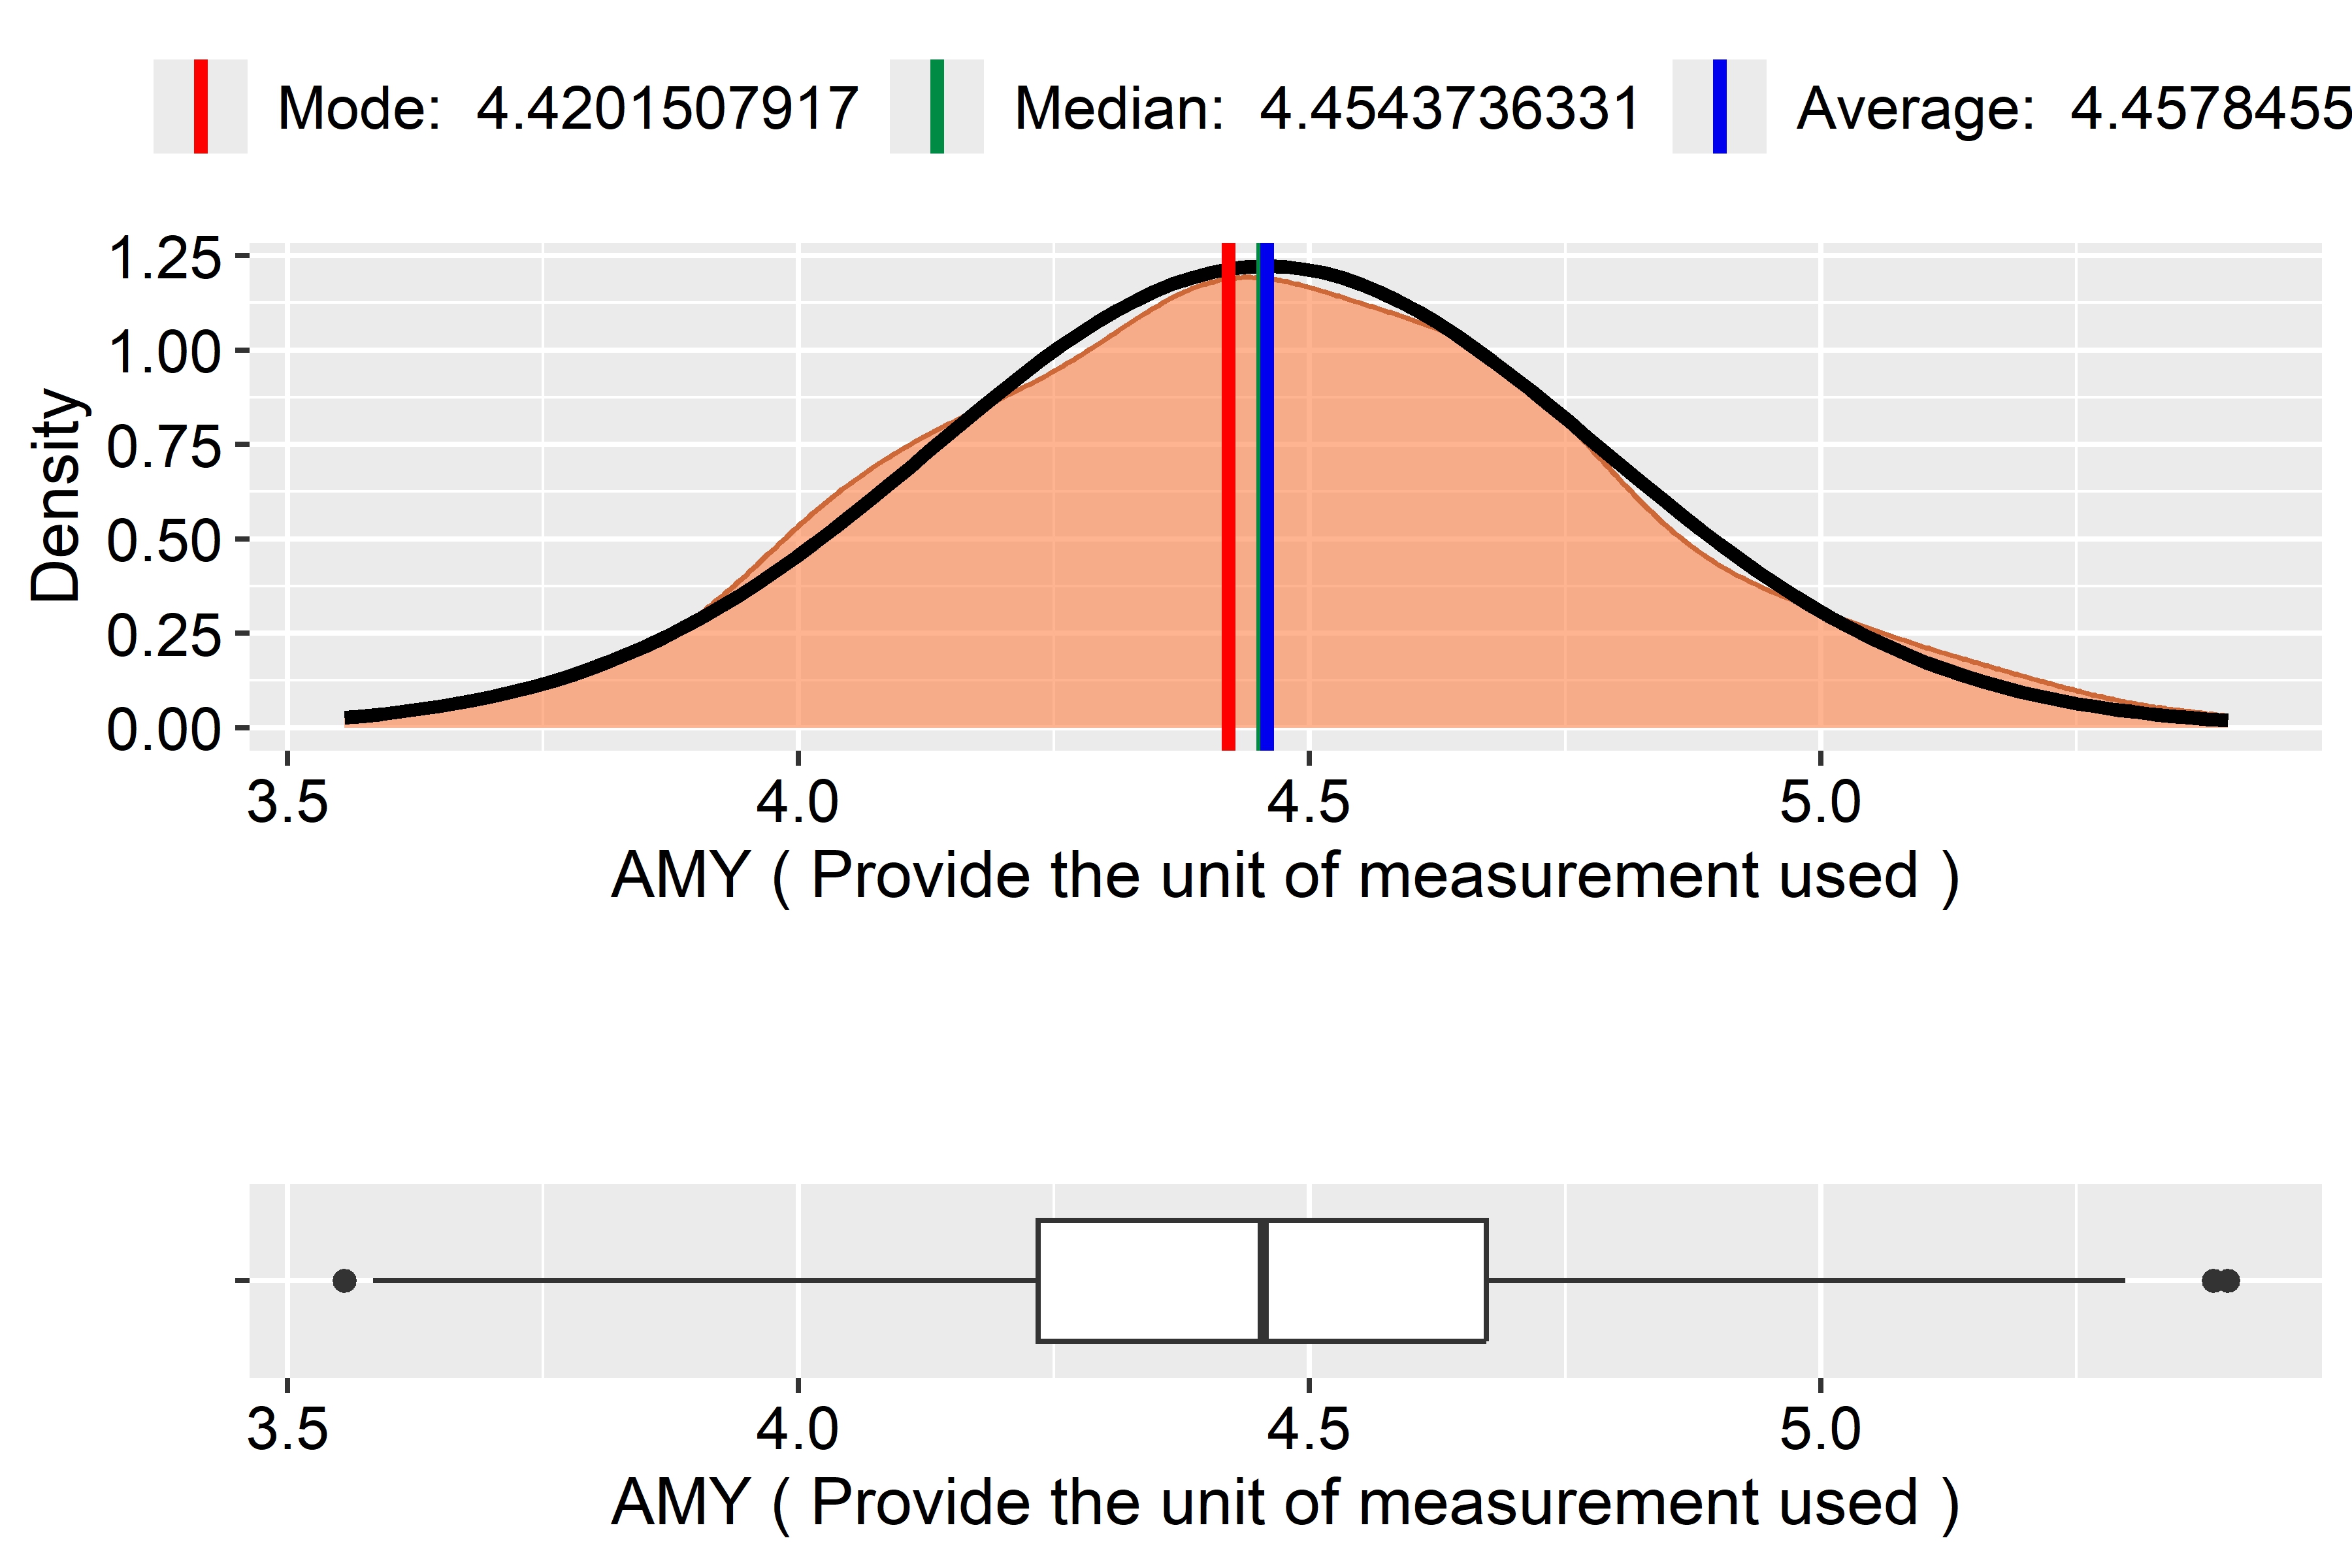 Mode:  4.4201507917 Median:  4.4543736331 Average:  4.4578455
1.25
1.00
0.75
0.50
0.25
0.00
Density
3.5 4.0 4.5 5.0
AMY ( Provide the unit of measurement used )
3.5 4.0 4.5 5.0
AMY ( Provide the unit of measurement used )